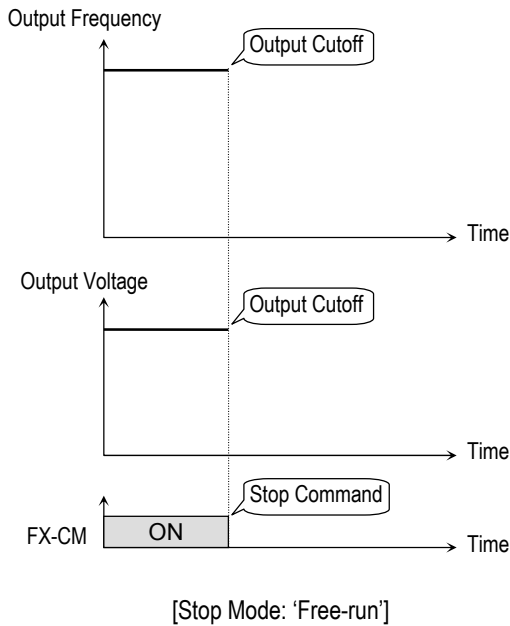 Output Frequency
Output Cutoff
Time
Output Voltage
Output Cutoff
Time
Stop Command
FX-CM
ON
Time
[Stop Mode: ‘Free-run’]